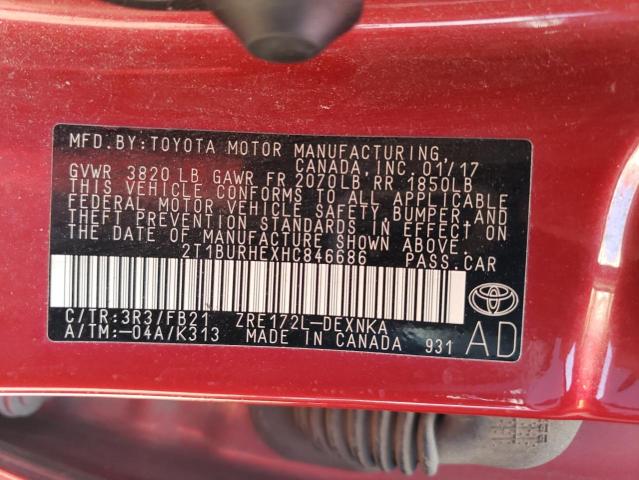 MFD.BY:TOYOTA MOTOR MANUFACTURING,
CANADA, INC. 01/17
GVWR 3820 LB GAWR FR 2070LB RR 1850LB
THIS VEHICLE CONFORMS TO ALL APPLICABLE
FEDERAL MOTOR VEHICLE SAFETY, BUMPER, AND
THEFT PREVENTION STANDARDS IN EFFECT ON
THE DATE OF MANUFACTURE SHOWN ABOVE.
2T1BURHEXHC846686 PASS.CAR
C/TR:3R3/FB21 ZRE172L-DEXNKA
A/TM:-04A/K313 MADE IN CANADA 931
AD